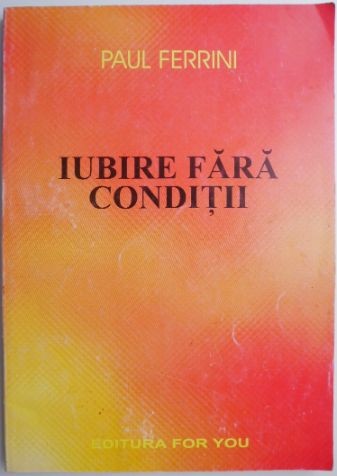 PAUL FERRINI
IUBIRE FĂRĂ
CONDIȚII
EDITURA FOR YOU